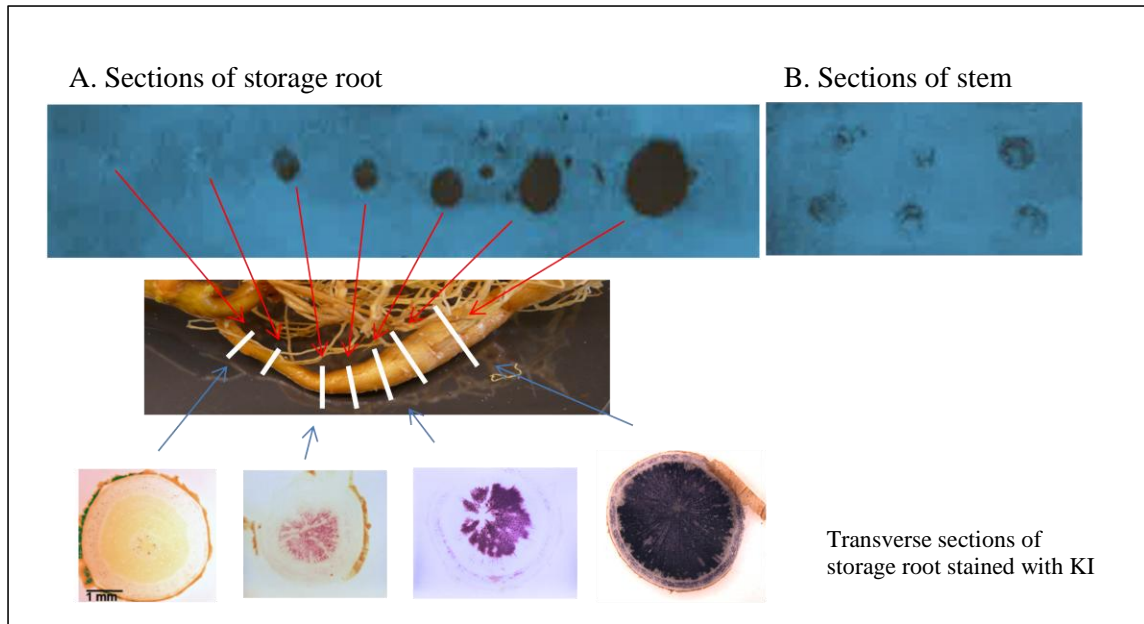 A. Sections of storage root
B. Sections of stem
1 mm
Transverse sections of
storage root stained with KI